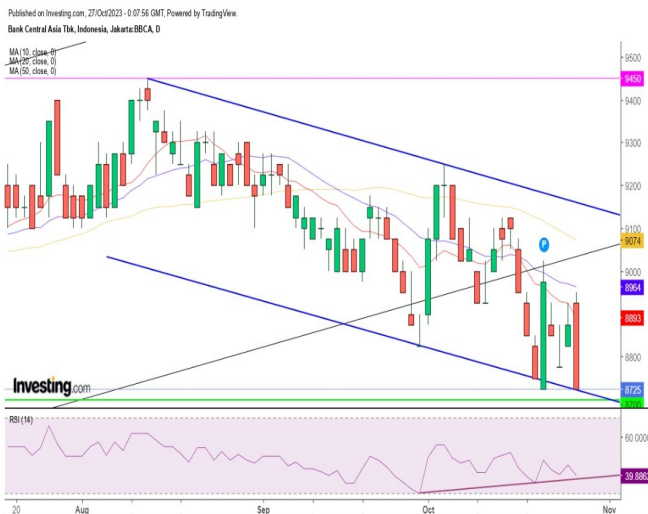 Published on Investing.com, 27/Oct/2023 - 0:07:56 GMT, Powered by TradingView.
Bank Central Asia Tbk, Indonesia, Jakarta:BBCA, D
MA (10, close, 0)
MA (20, close, 0)
MA (50, close, 0)
9500
9450
9400
9300
9200
9100
9074
9000
8964
8893
8800
8725
8700
P
Investing.com
RSI (14)
60.0000
39.8863
20
Aug
Sep
Oct
Nov